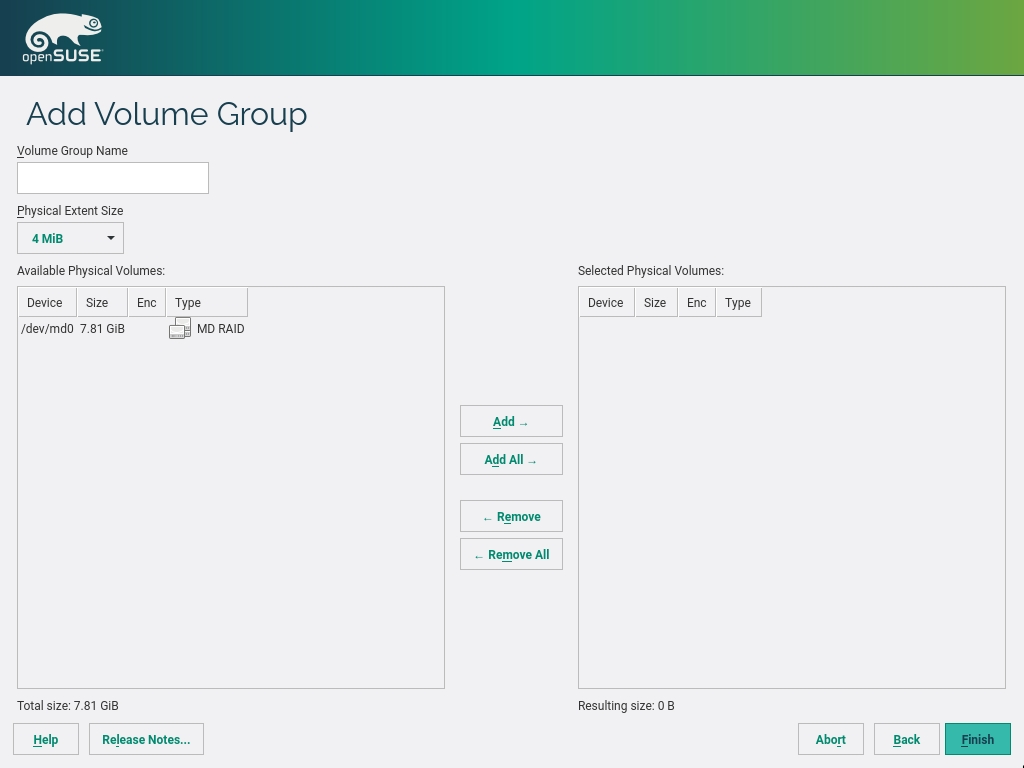 openSUSE
Add Volume Group
Volume Group Name
Physical Extent Size
4 MiB
Available Physical Volumes:
Selected Physical Volumes:
Device Size Enc Type
Device Size Enc Type
/dev/md0 7.81 GiB MD RAID
Add →
Add All →
← Remove
← Remove All
Total size: 7.81 GiB
Resulting size: 0 B
Help Release Notes... Abort Back Finish